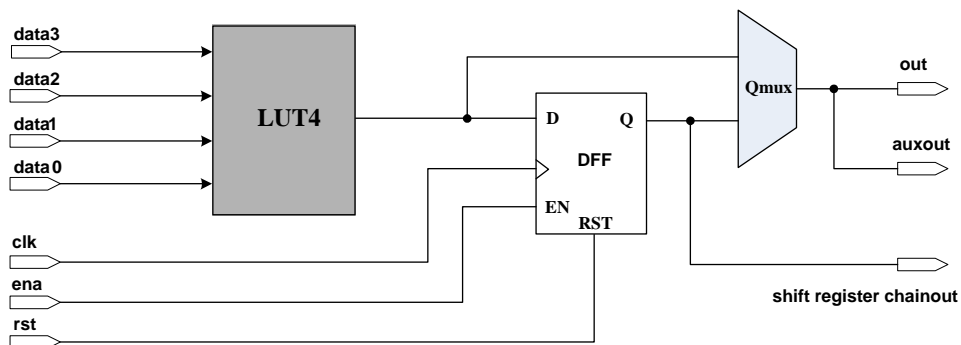 data3
data2
data1
data0
LUT4
clk
ena
rst
D
Q
DFF
EN
RST
Qmux
out
auxout
shift register chainout